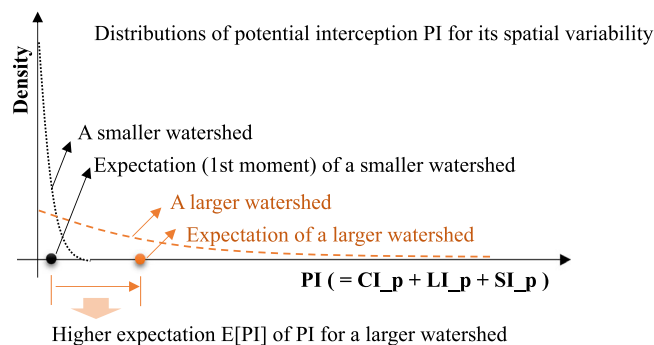 Distributions of potential interception PI for its spatial variability
Density
A smaller watershed
Expectation (1st moment) of a smaller watershed
A larger watershed
Expectation of a larger watershed
PI ( = CI_p + LI_p + SI_p )
Higher expectation E[PI] of PI for a larger watershed